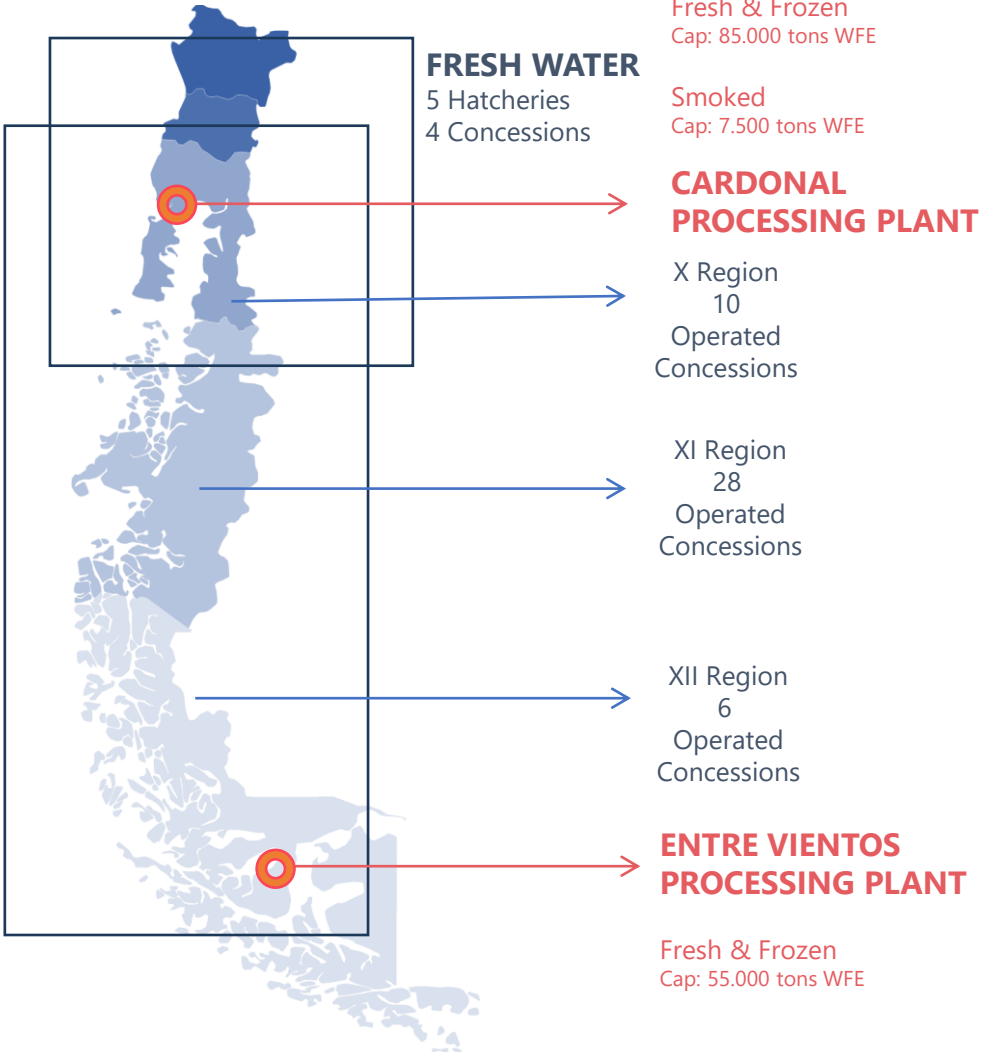 Fresh & Frozen
Cap: 85.000 tons WFE
FRESH WATER
5 Hatcheries
4 Concessions
Smoked
Cap: 7.500 tons WFE
CARDONAL
PROCESSING PLANT
X Region
10
Operated
Concessions
XI Region
28
Operated
Concessions
XII Region
6
Operated
Concessions
ENTRE VIENTOS
PROCESSING PLANT
Fresh & Frozen
Cap: 55.000 tons WFE